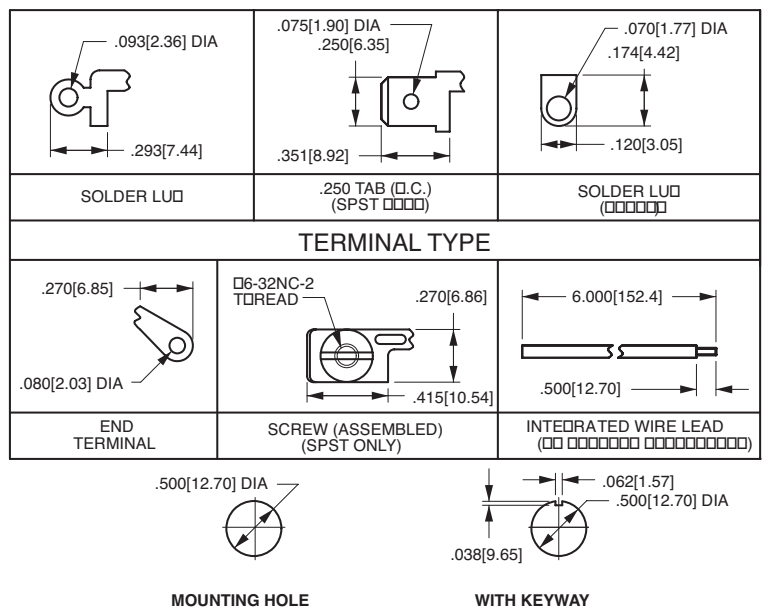 .093[2.36] DIA
.293[7.44]
SOLDER
.075[1.90] DIA
.250[6.35]
.351[8.92]
.250 TAB
(SPST
.070[1.77] DIA
.174[4.42]
.120[3.05]
SOLDER
TERMINAL TYPE
.270[6.85]
.080[2.03] DIA
END
TERMINAL
6-32NC-2
.270[6.86]
.415[10.54]
SCREW (ASSEMBLED)
(SPST ONLY)
6.000[152.4]
.500[12.70]
WIRE LEAD
.500[12.70] DIA
MOUNTING HOLE
.062[1.57]
.500[12.70] DIA
.038[9.65]
WITH KEYWAY